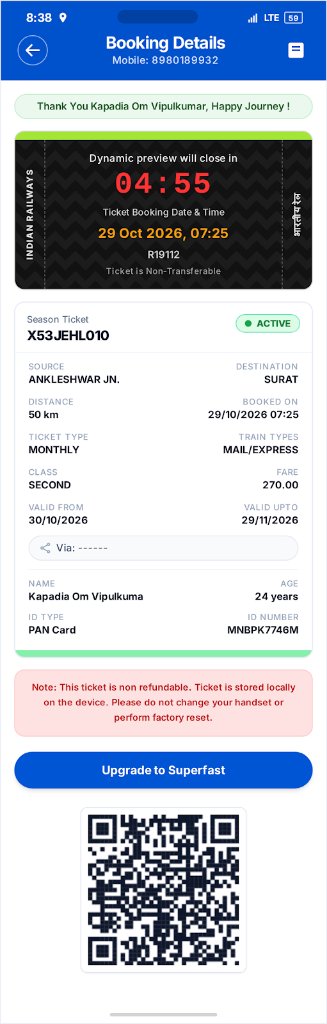 8:38
LTE 59
Booking Details
Mobile: 8980189932
Thank You Kapadia Om Vipulkumar, Happy Journey !
INDIAN RAILWAYS
Dynamic preview will close in
04:55
Ticket Booking Date & Time
29 Oct 2026, 07:25
R19112
Ticket is Non-Transferable
भारतीय रेल
Season Ticket
X53JEHL010
ACTIVE
SOURCE DESTINATION
ANKLESHWAR JN. SURAT
DISTANCE BOOKED ON
50 km 29/10/2026 07:25
TICKET TYPE TRAIN TYPES
MONTHLY MAIL/EXPRESS
CLASS FARE
SECOND 270.00
VALID FROM VALID UPTO
30/10/2026 29/11/2026
Via: ------
NAME AGE
Kapadia Om Vipulkuma 24 years
ID TYPE ID NUMBER
PAN Card MNBPK7746M
Note: This ticket is non refundable. Ticket is stored locally
on the device. Please do not change your handset or
perform factory reset.
Upgrade to Superfast